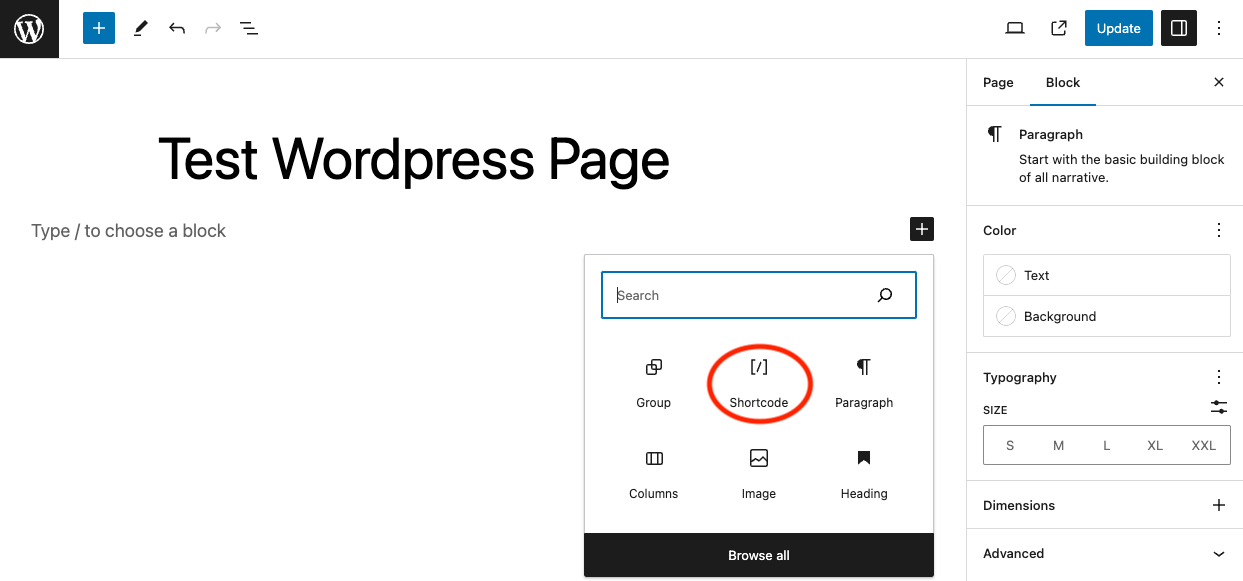 Update
Test Wordpress Page
Type / to choose a block
Search
Group
Shortcode
Paragraph
Columns
Image
Heading
Browse all
Page
Block
Paragraph
Start with the basic building block
of all narrative.
Color
Text
Background
Typography
SIZE
S M L XL XXL
Dimensions
Advanced